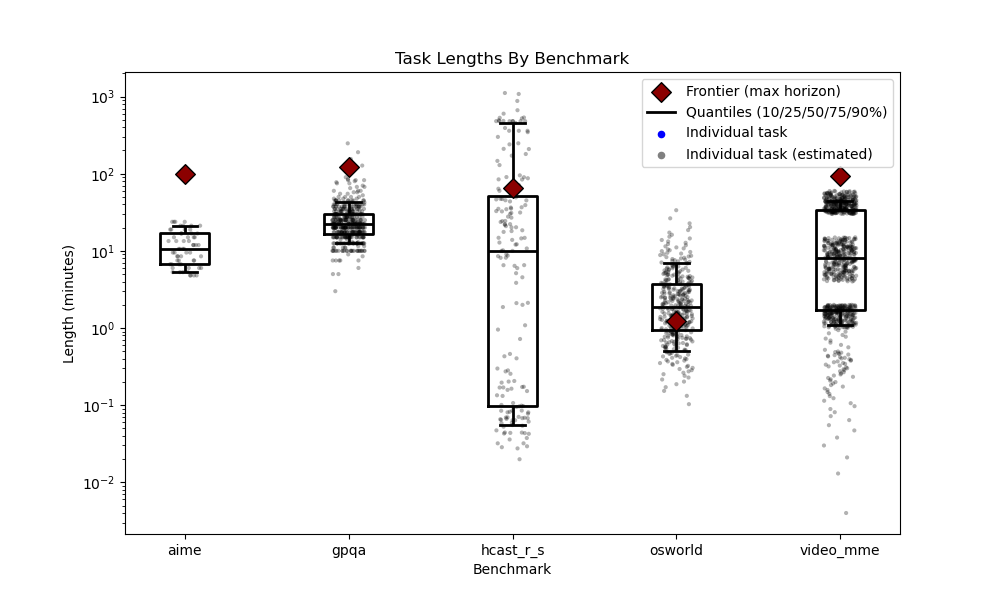 Task Lengths By Benchmark
Frontier (max horizon)
Quantiles (10/25/50/75/90%)
Individual task
Individual task (estimated)
Length (minutes)
10³
10²
10¹
10⁰
10⁻¹
10⁻²
aime gpqa hcast_r_s osworld video_mme
Benchmark